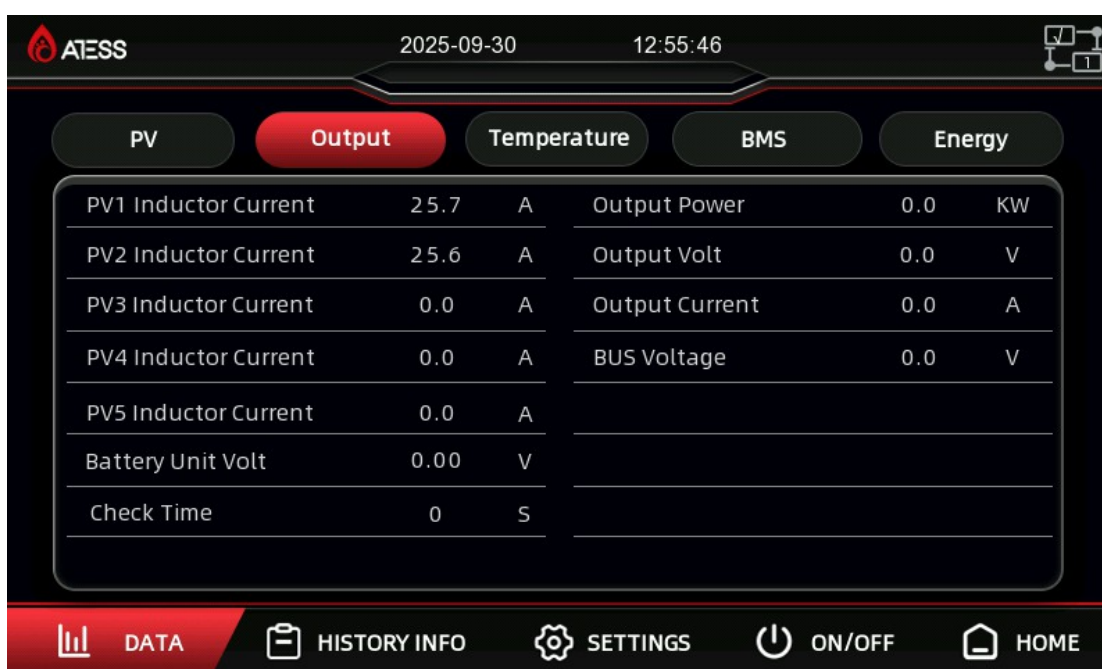 ATESS 2025-09-30 12:55:46
1
PV Output Temperature BMS Energy
PV1 Inductor Current 25.7 A Output Power 0.0 KW
PV2 Inductor Current 25.6 A Output Volt 0.0 V
PV3 Inductor Current 0.0 A Output Current 0.0 A
PV4 Inductor Current 0.0 A BUS Voltage 0.0 V
PV5 Inductor Current 0.0 A
Battery Unit Volt 0.00 V
Check Time 0 S
DATA HISTORY INFO SETTINGS ON/OFF HOME